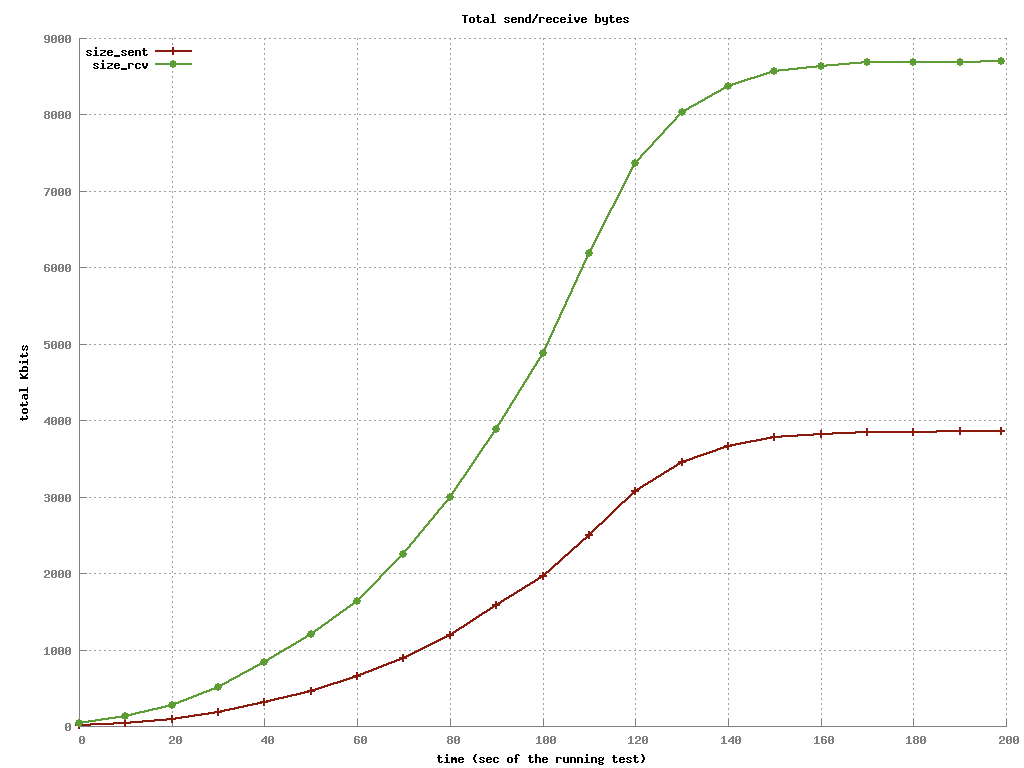 Total send/receive bytes
size_sent
size_rcv
9000
8000
7000
6000
5000
4000
3000
2000
1000
0
total Kbits
0 20 40 60 80 100 120 140 160 180 200
time (sec of the running test)